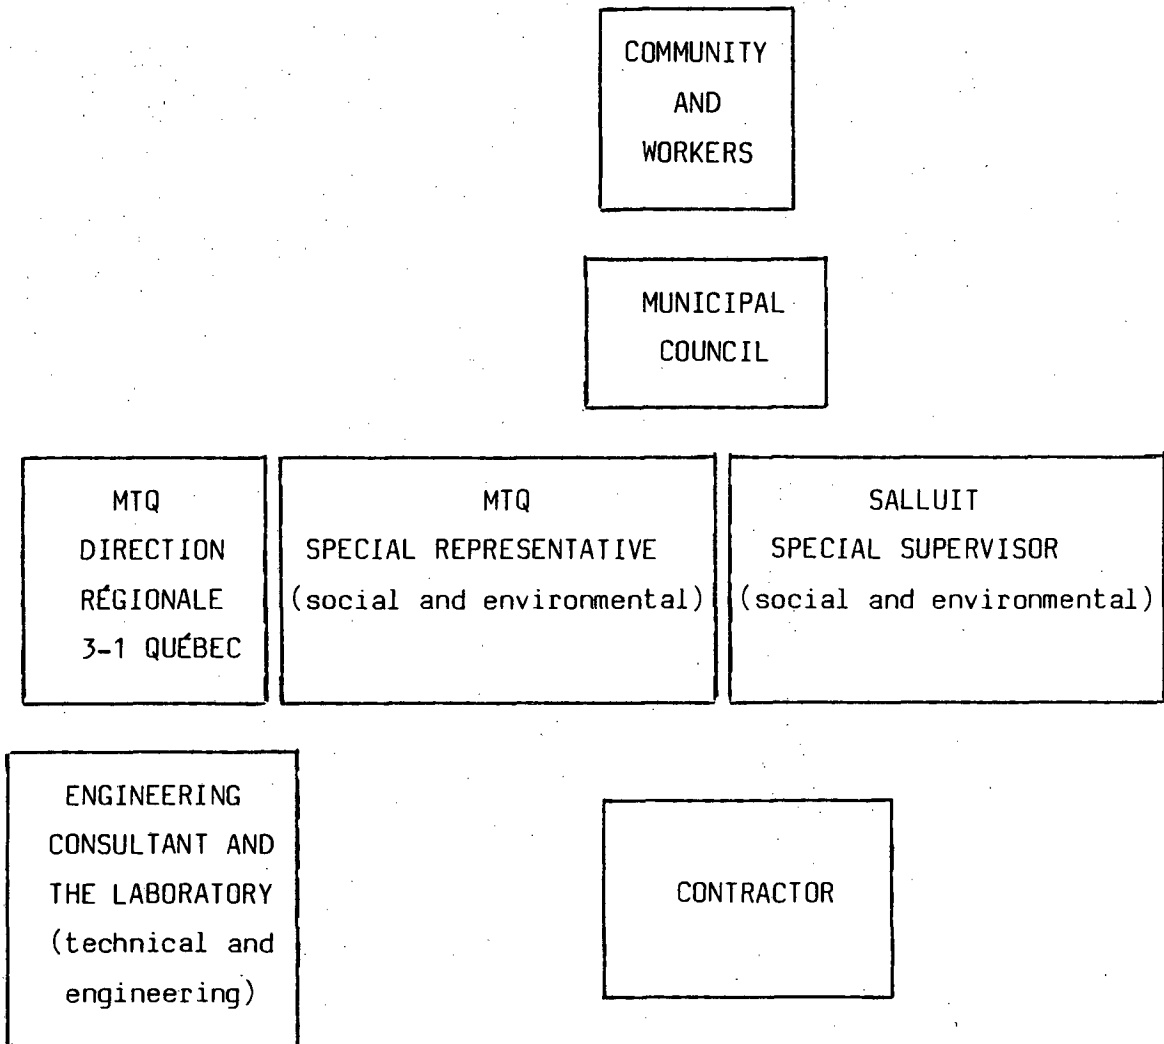 COMMUNITY
AND
WORKERS
MUNICIPAL
COUNCIL
MTQ
DIRECTION
RÉGIONALE
3-1 QUÉBEC
MTQ
SPECIAL REPRESENTATIVE
(social and environmental)
SALLUIT
SPECIAL SUPERVISOR
(social and environmental)
ENGINEERING
CONSULTANT AND
THE LABORATORY
(technical and
engineering)
CONTRACTOR